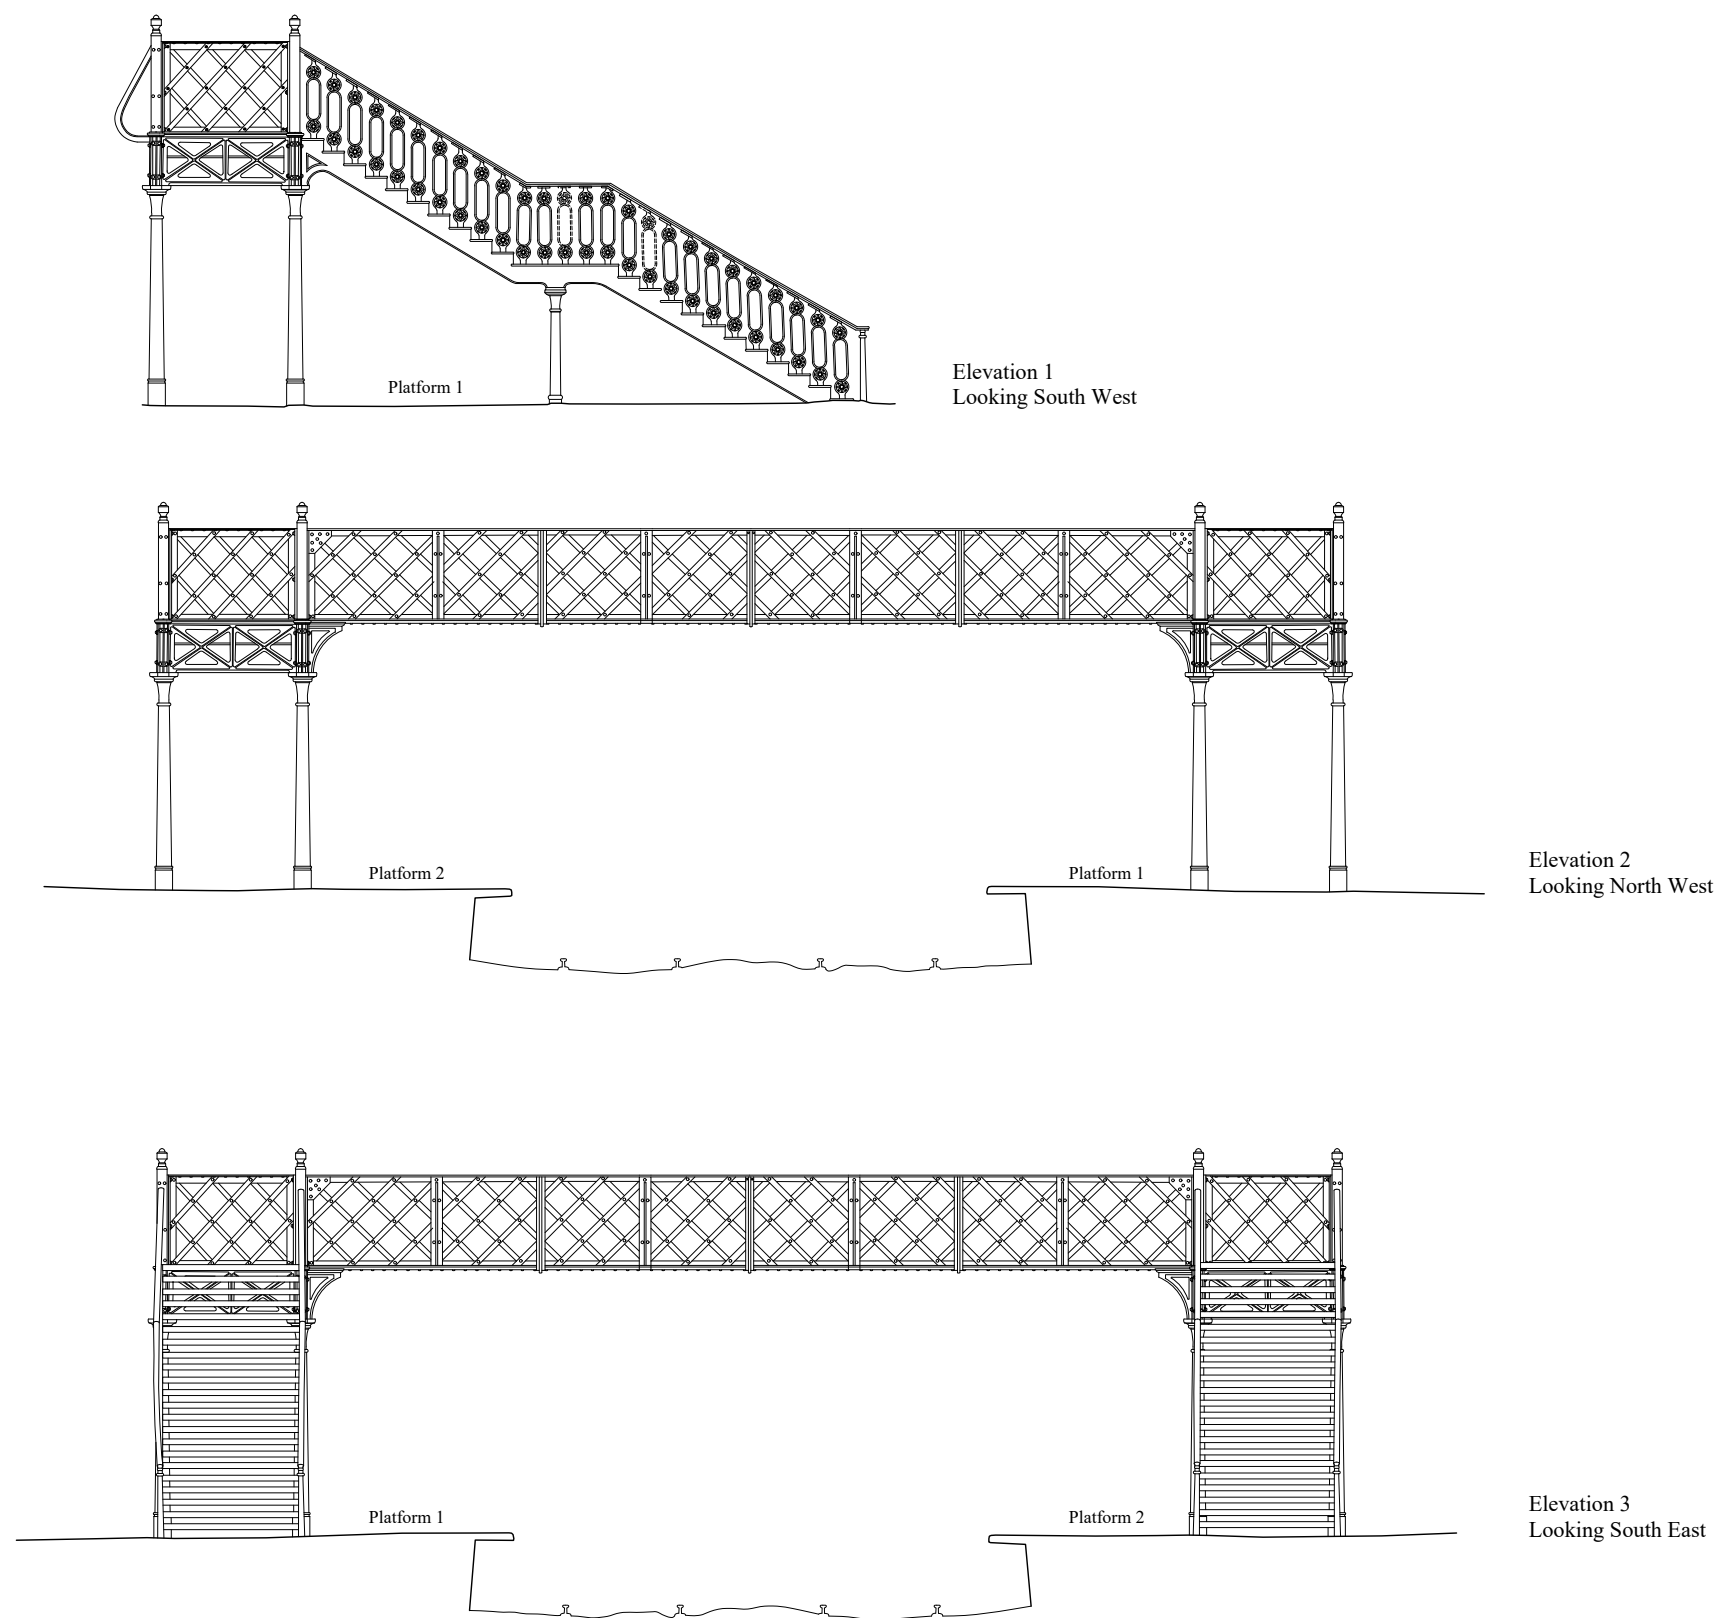 Platform 1
Elevation 1
Looking South West
Platform 2
Platform 1
Elevation 2
Looking North West
Platform 1
Platform 2
Elevation 3
Looking South East